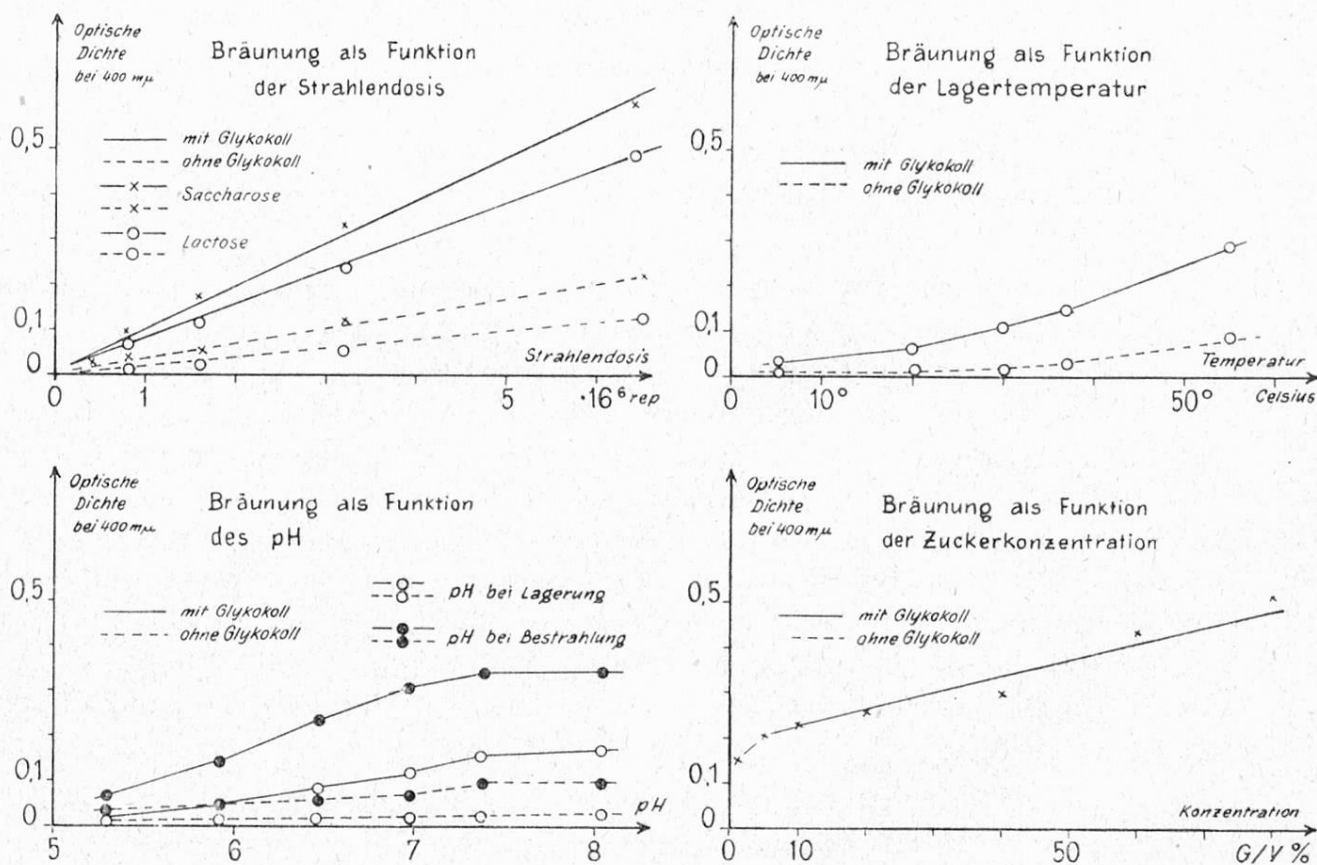 Optische
Dichte
bei 400 mμ
Bräunung als Funktion
der Strahlendosis
0,5
mit Glykokoll
ohne Glykokoll
Saccharose
Lactose
0,1
0
Strahlendosis
0
1
5
·16⁶ rep
Optische
Dichte
bei 400 mμ
Bräunung als Funktion
der Lagertemperatur
0,5
mit Glykokoll
ohne Glykokoll
0,1
0
Temperatur
0
10°
50°
Celsius
Optische
Dichte
bei 400 mμ
Bräunung als Funktion
des pH
0,5
mit Glykokoll
ohne Glykokoll
pH bei Lagerung
pH bei Bestrahlung
0,1
0
pH
5
6
7
8
Optische
Dichte
bei 400 mμ
Bräunung als Funktion
der Zuckerkonzentration
0,5
mit Glykokoll
ohne Glykokoll
0,1
0
Konzentration
0
10
50
G/V %